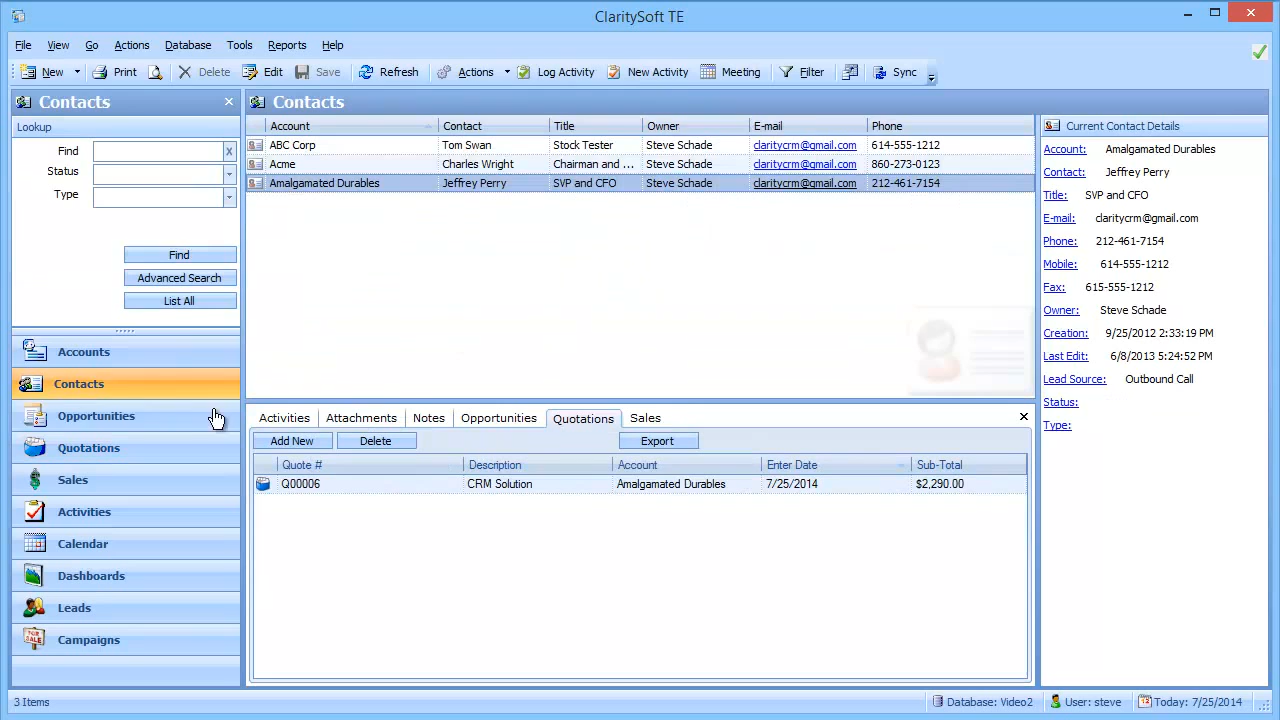 ClaritySoft TE
File View Go Actions Database Tools Reports Help
New Print Delete Edit Save Refresh Actions Log Activity New Activity Meeting Filter Sync
Contacts
Lookup
Find X
Status
Type
Find
Advanced Search
List All
Accounts
Contacts
Opportunities
Quotations
Sales
Activities
Calendar
Dashboards
Leads
Campaigns
Contacts
Account Contact Title Owner E-mail Phone
ABC Corp Tom Swan Stock Tester Steve Schade claritycrm@gmail.com 614-555-1212
Acme Charles Wright Chairman and ... Steve Schade claritycrm@gmail.com 860-273-0123
Amalgamated Durables Jeffrey Perry SVP and CFO Steve Schade claritycrm@gmail.com 212-461-7154
Activities Attachments Notes Opportunities Quotations Sales
Add New Delete Export
Quote # Description Account Enter Date Sub-Total
Q00006 CRM Solution Amalgamated Durables 7/25/2014 $2,290.00
Current Contact Details
Account: Amalgamated Durables
Contact: Jeffrey Perry
Title: SVP and CFO
E-mail: claritycrm@gmail.com
Phone: 212-461-7154
Mobile: 614-555-1212
Fax: 615-555-1212
Owner: Steve Schade
Creation: 9/25/2012 2:33:19 PM
Last Edit: 6/8/2013 5:24:52 PM
Lead Source: Outbound Call
Status:
Type:
3 Items Database: Video2 User: steve Today: 7/25/2014